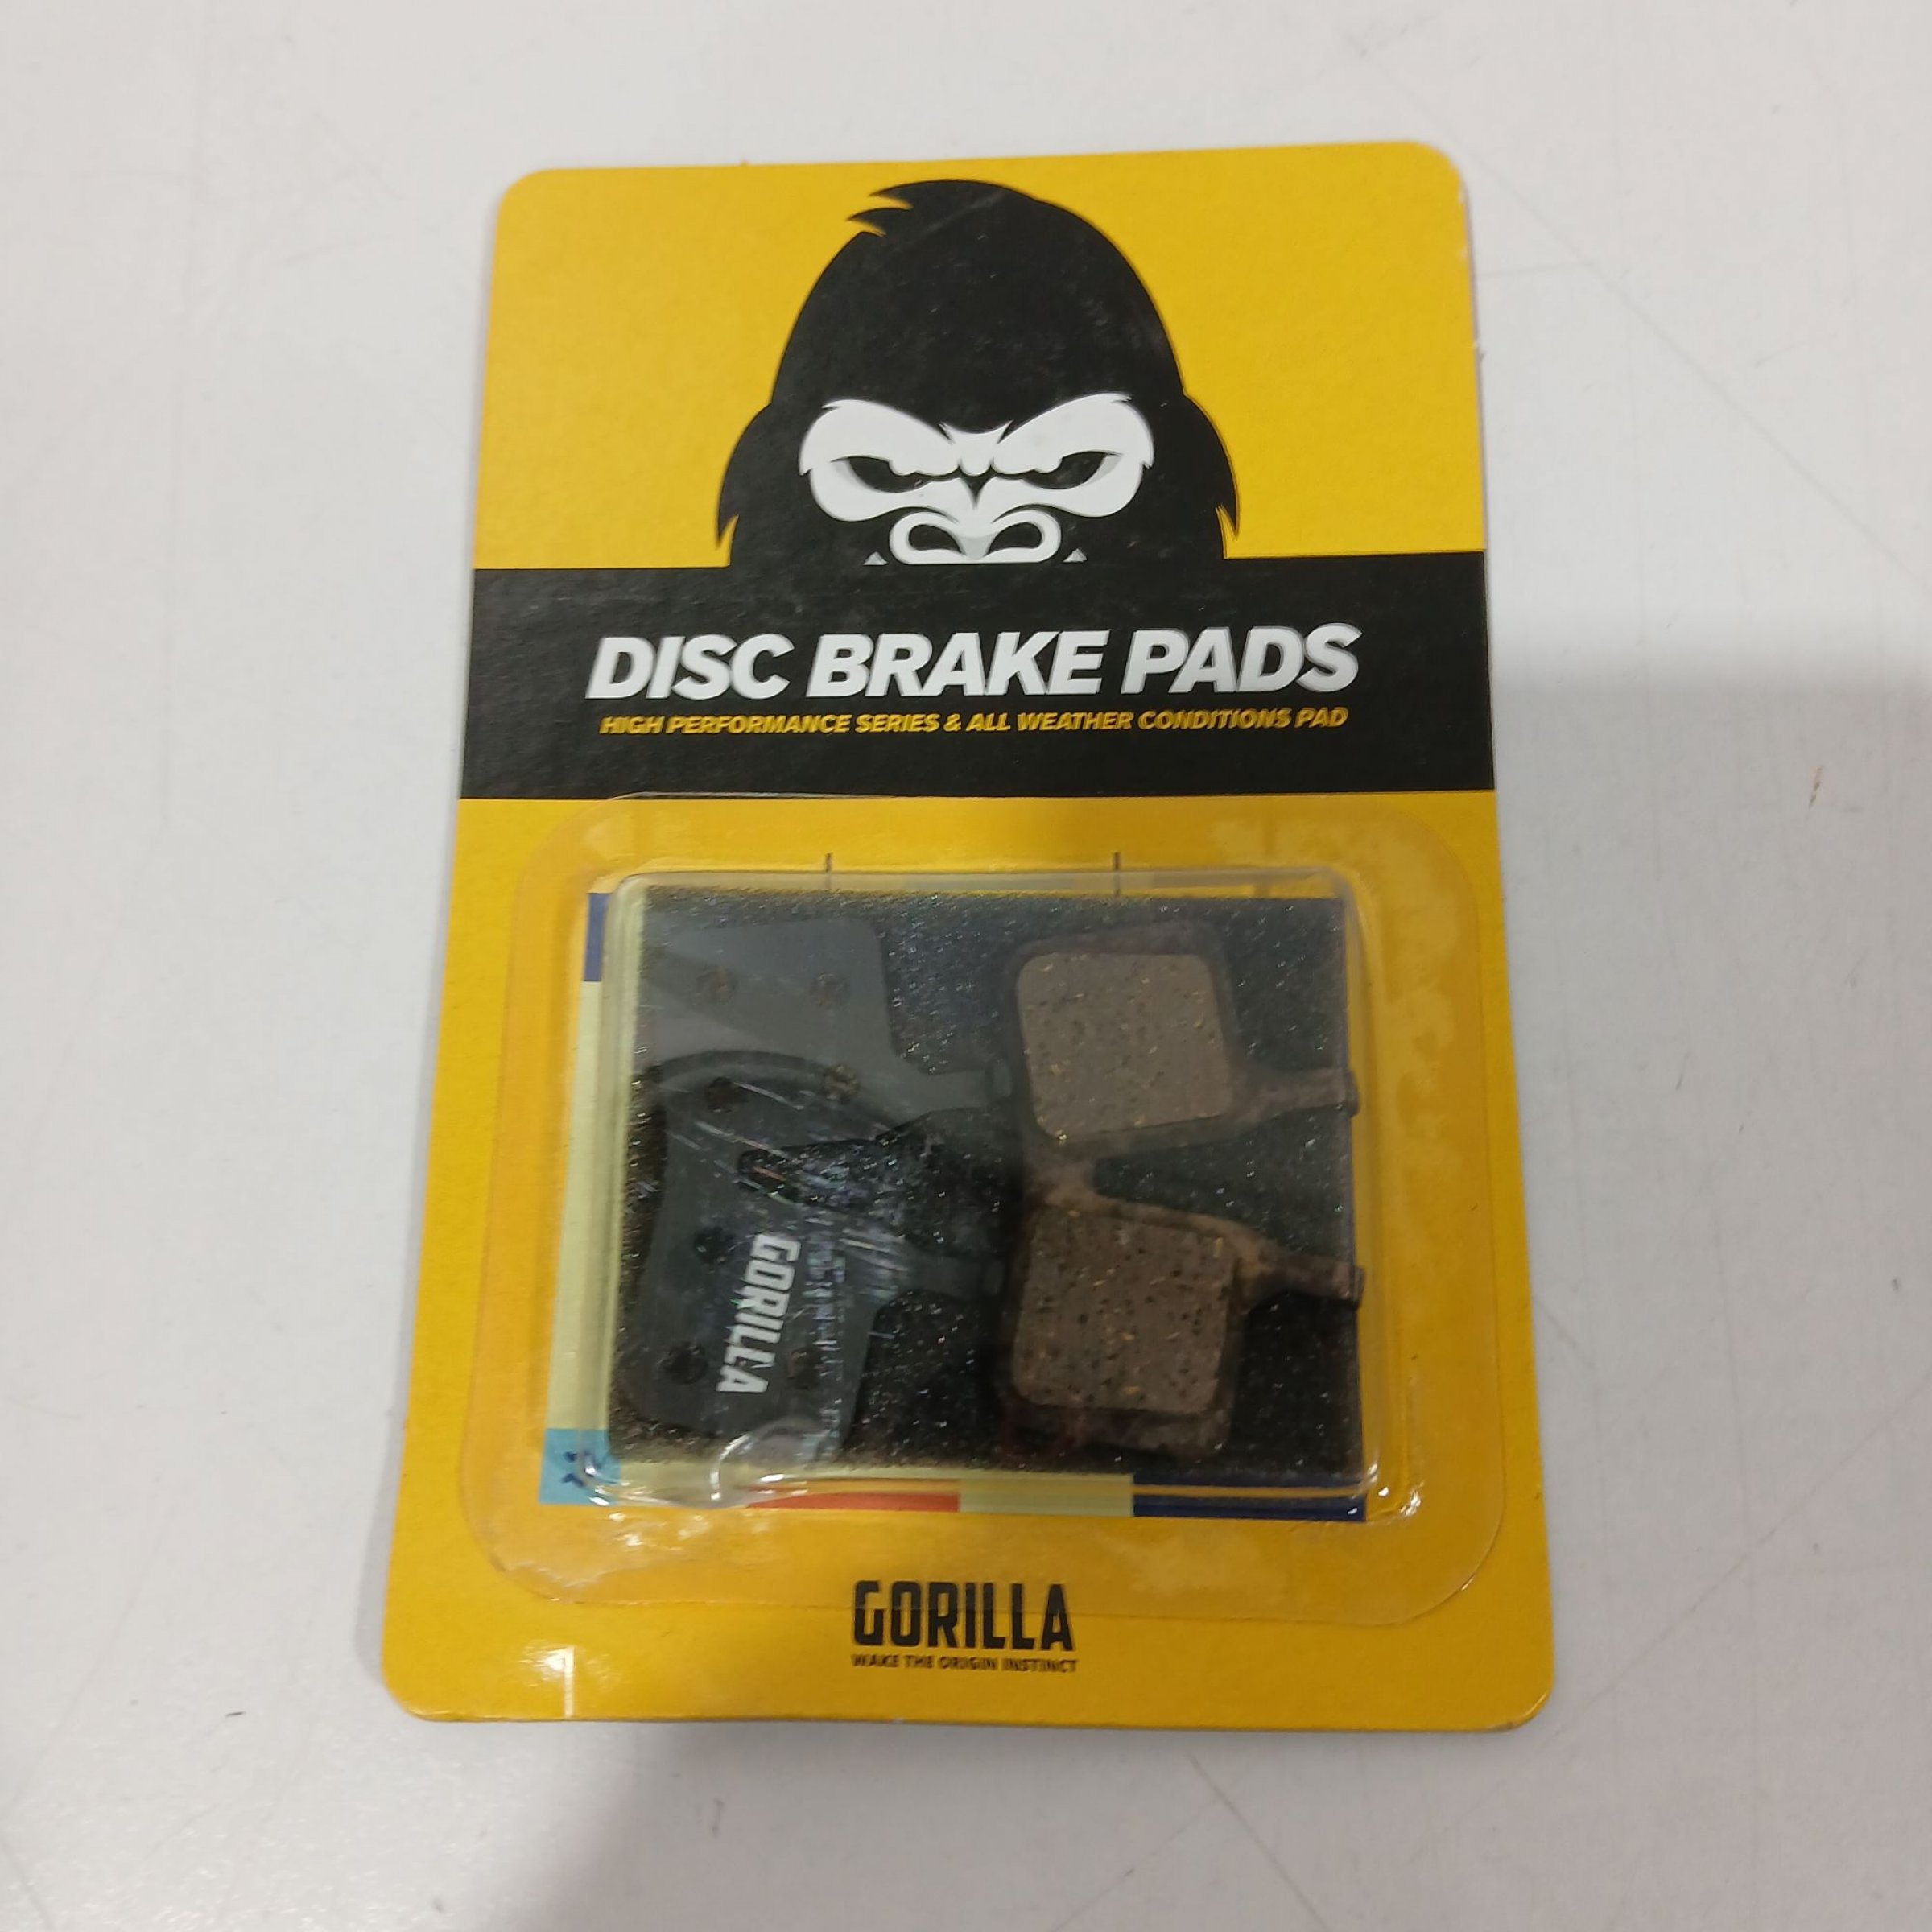 DISC BRAKE PADS
HIGH PERFORMANCE SERIES & ALL WEATHER CONDITIONS PAD
GORILLA
GORILLA
WAKE THE ORIGIN INSTINCT